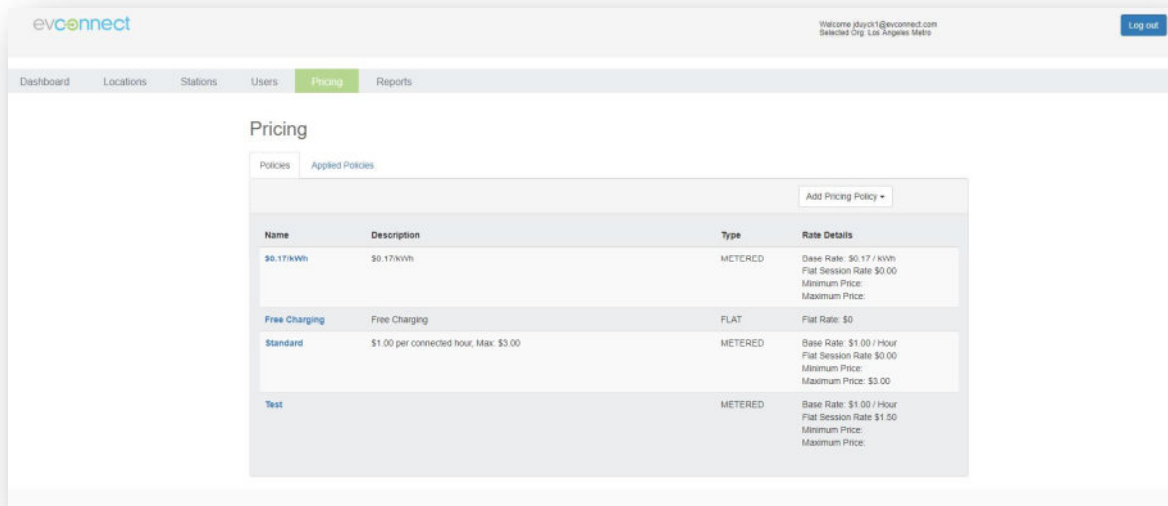 evconnect
Welcome jduyck1@evconnect.com
Selected Org: Los Angeles Metro
Log out
Dashboard Locations Stations Users Pricing Reports
Pricing
Policies Applied Policies
Add Pricing Policy
Name Description Type Rate Details
$0.17/kWh $0.17/kWh METERED Base Rate: $0.17 / kWh
Flat Session Rate $0.00
Minimum Price:
Maximum Price:
Free Charging Free Charging FLAT Flat Rate: $0
Standard $1.00 per connected hour, Max: $3.00 METERED Base Rate: $1.00 / Hour
Flat Session Rate $0.00
Minimum Price:
Maximum Price: $3.00
Test METERED Base Rate: $1.00 / Hour
Flat Session Rate $1.50
Minimum Price:
Maximum Price: